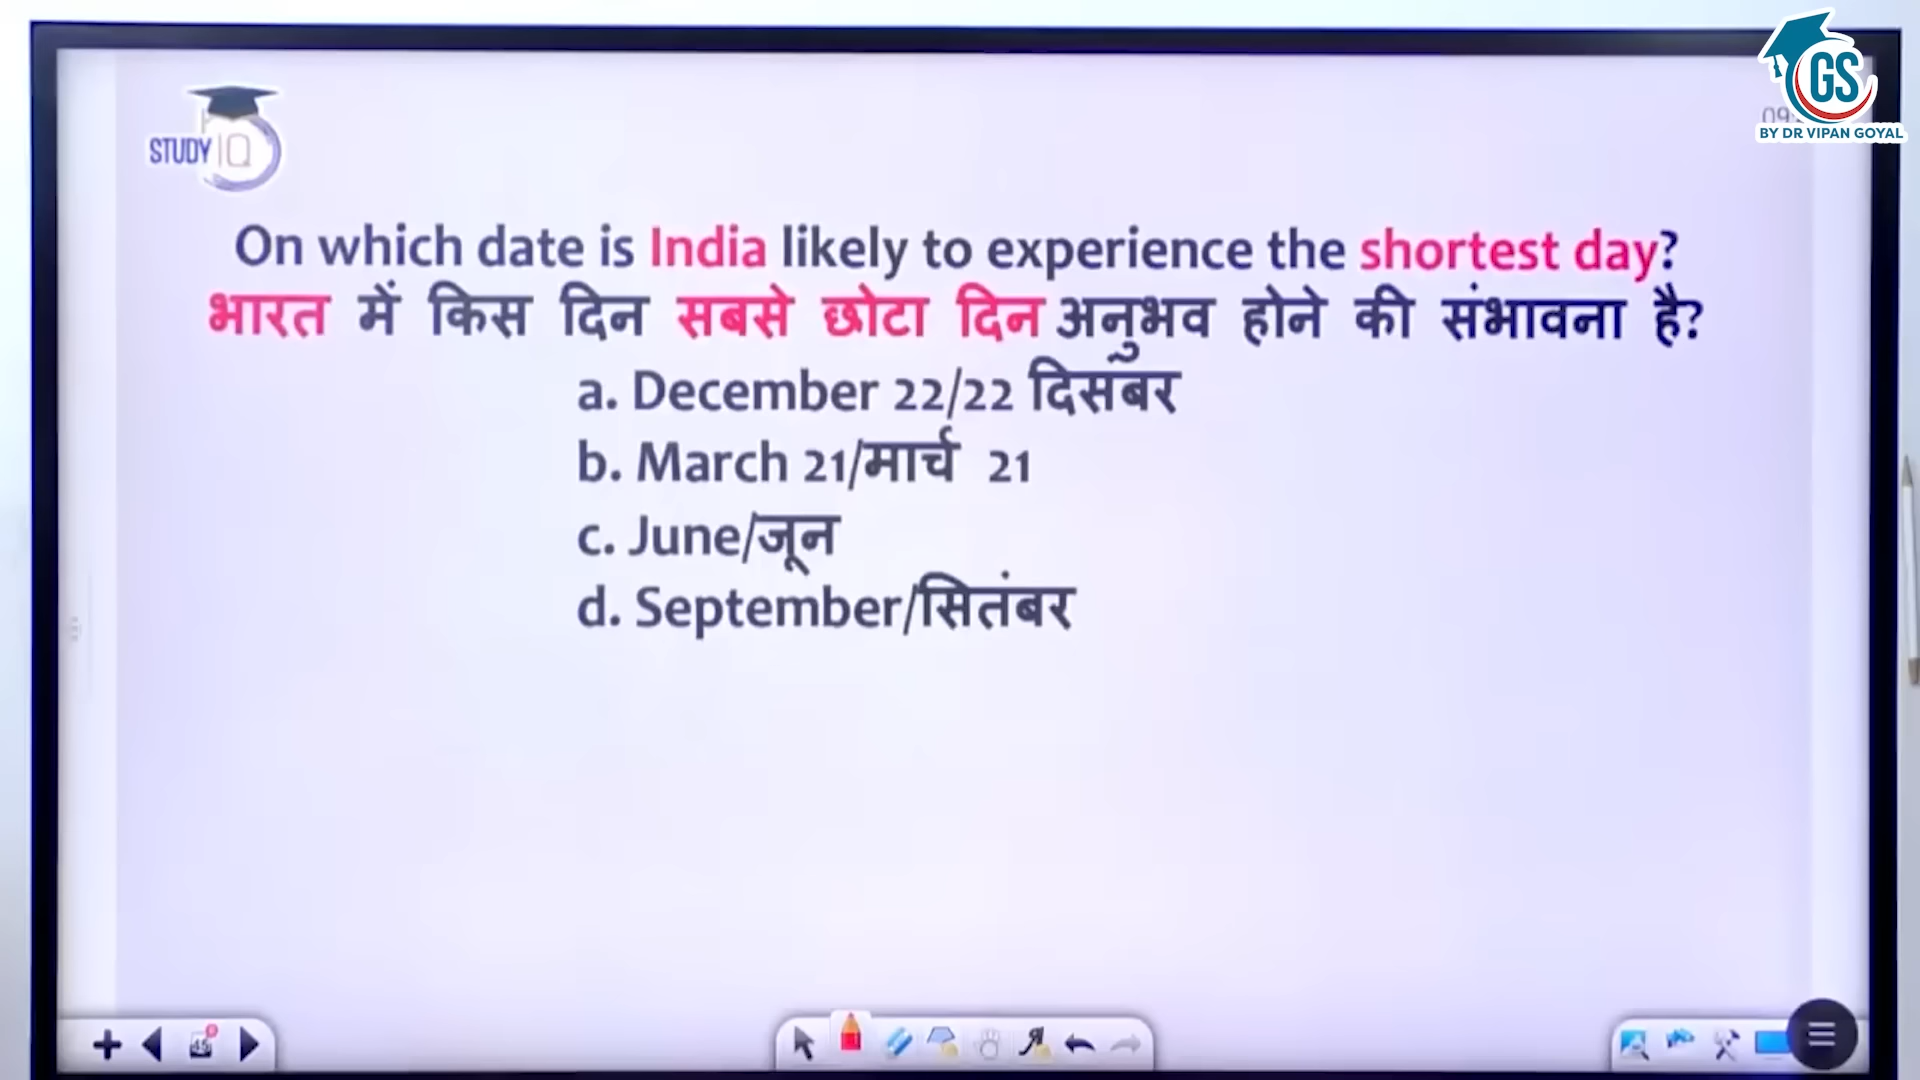 STUDY IQ
GS
BY DR VIPAN GOYAL
On which date is India likely to experience the shortest day?
भारत में किस दिन सबसे छोटा दिन अनुभव होने की संभावना है?
a. December 22/22 दिसंबर
b. March 21/मार्च 21
c. June/जून
d. September/सितंबर
45